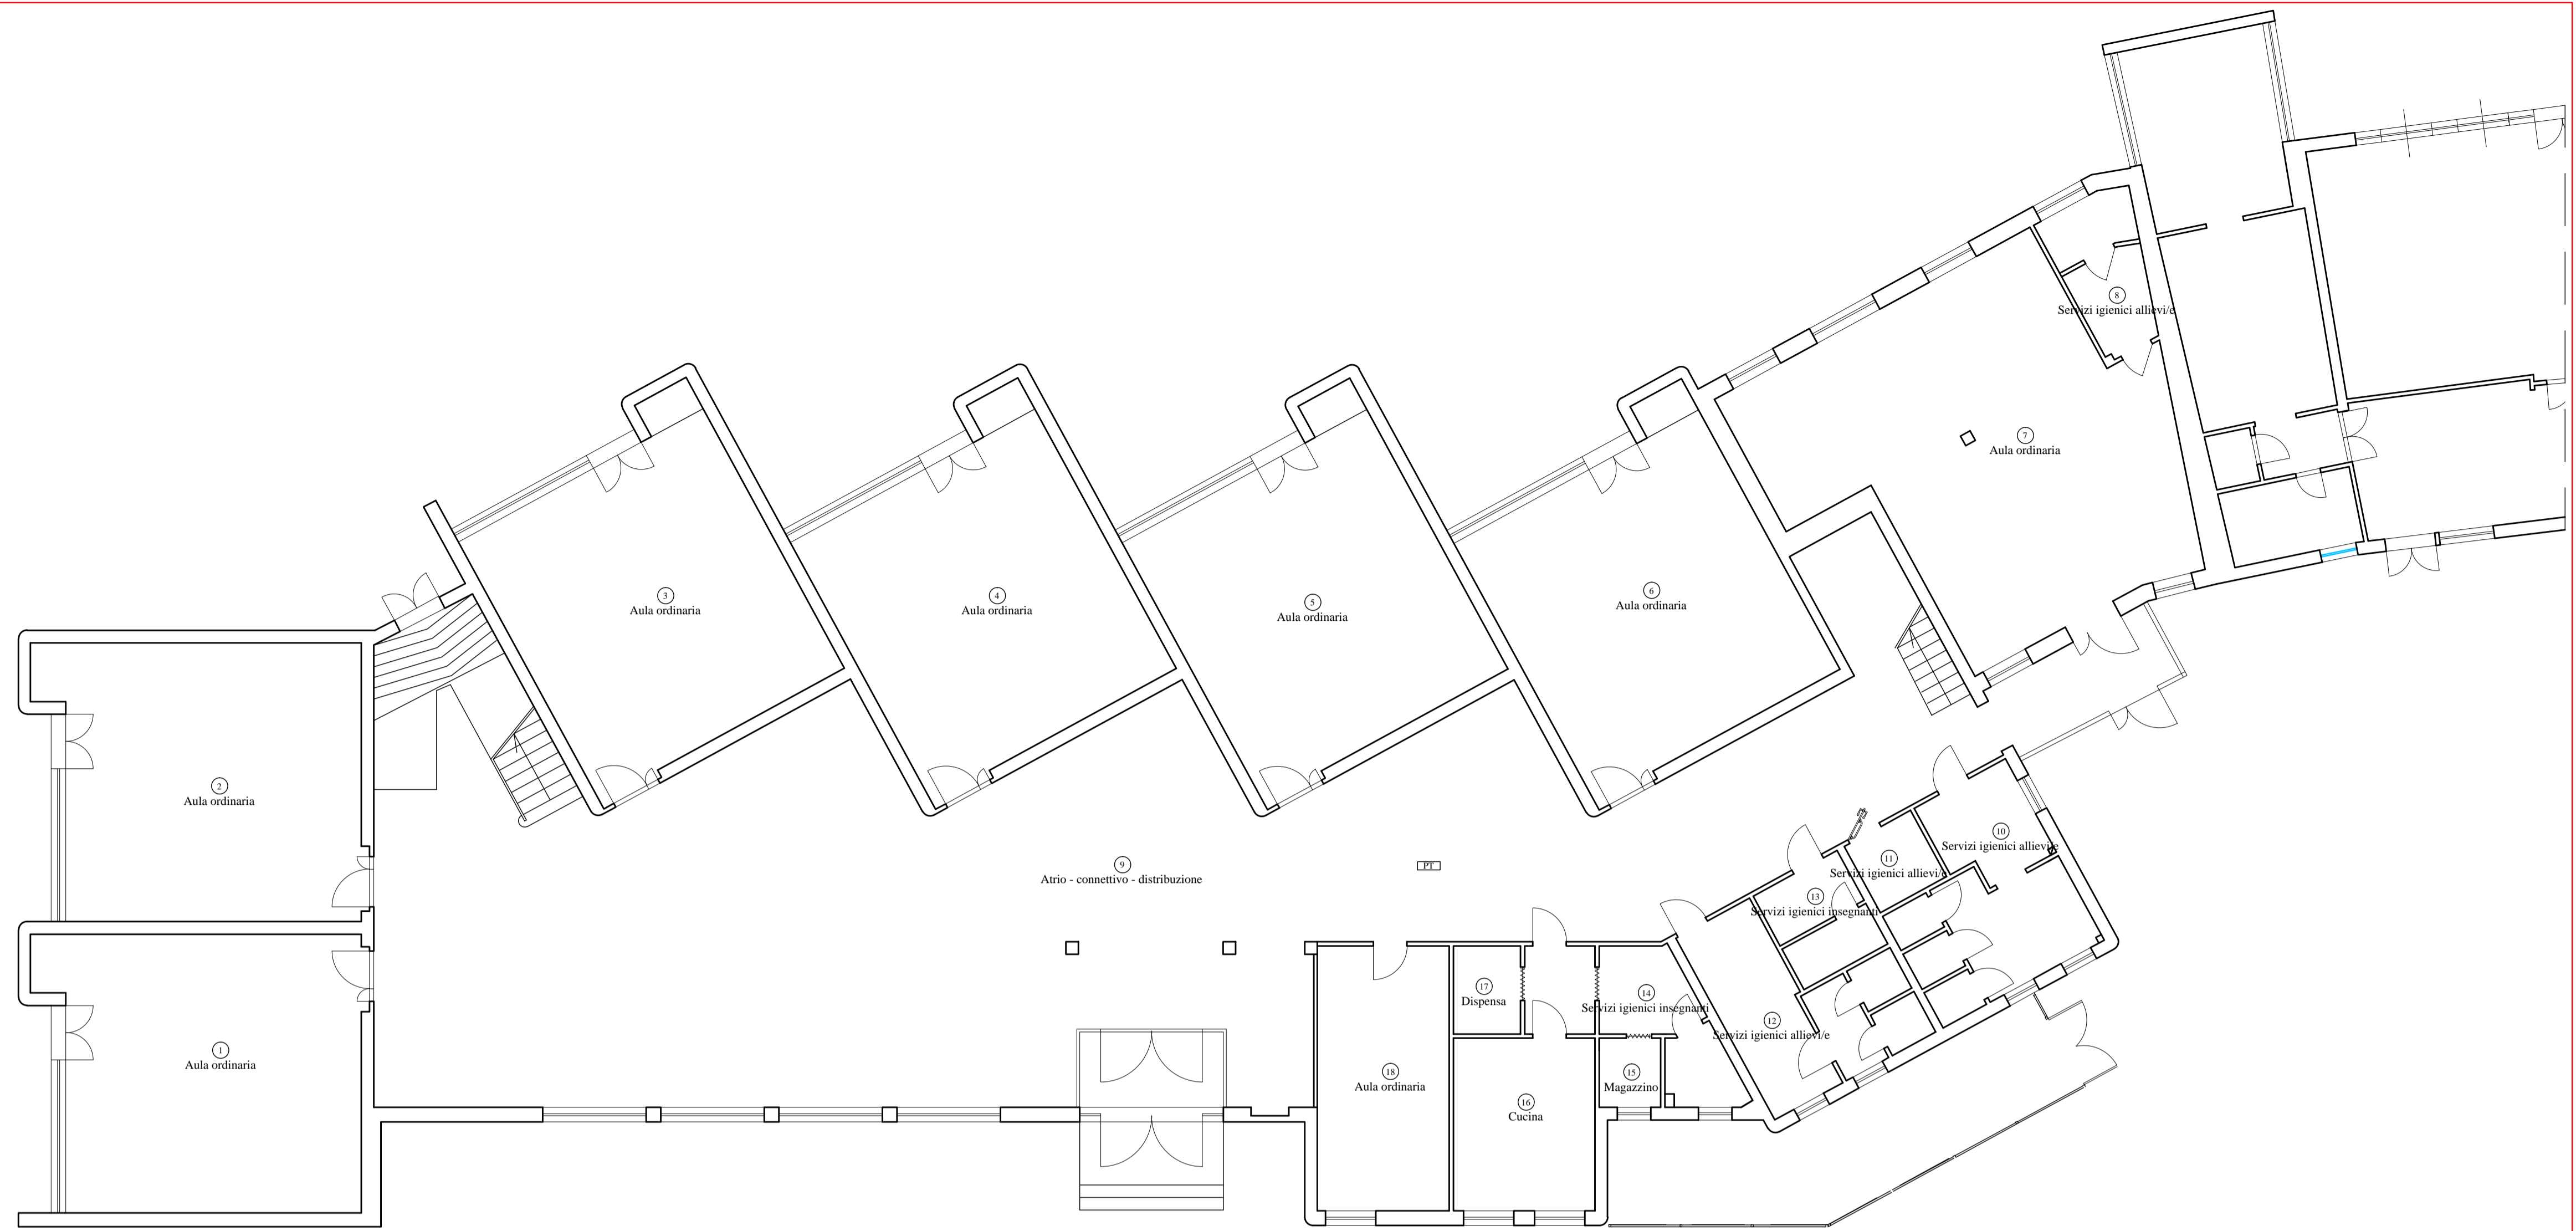 8
Servizi igienici allievi/e
7
Aula ordinaria
3
Aula ordinaria
4
Aula ordinaria
5
Aula ordinaria
6
Aula ordinaria
2
Aula ordinaria
9
Atrio - connettivo - distribuzione
PT
10
Servizi igienici allievi/e
11
Servizi igienici allievi/e
13
Servizi igienici insegnanti
17
Dispensa
14
Servizi igienici insegnanti
12
Servizi igienici allievi/e
1
Aula ordinaria
18
Aula ordinaria
15
Magazzino
16
Cucina